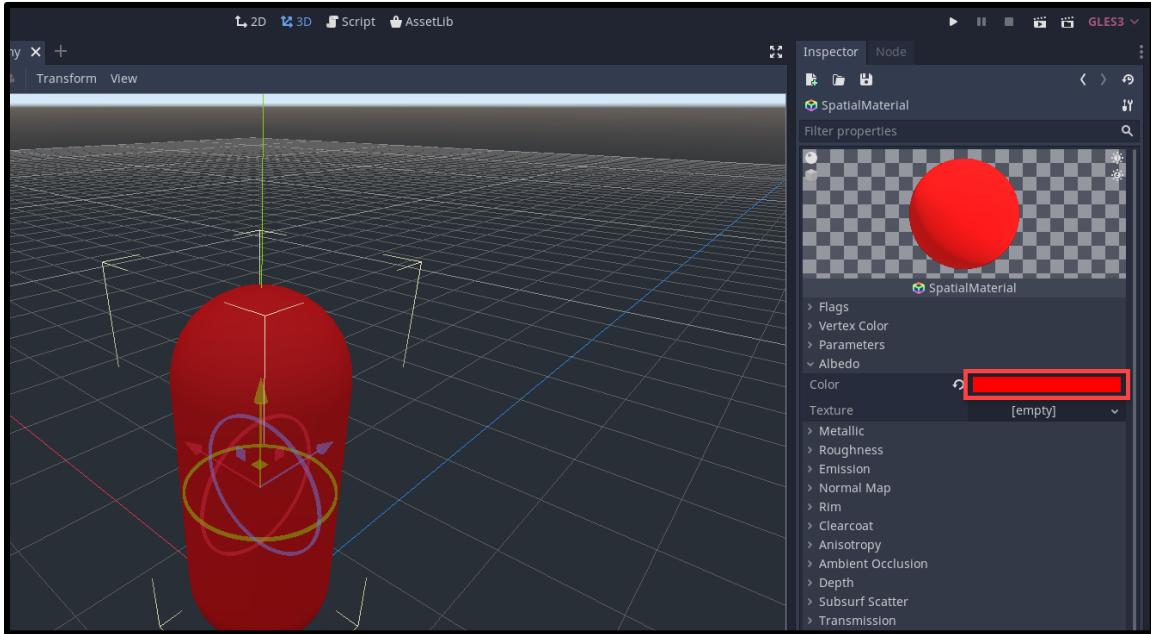 2D 3D Script AssetLib GLES3
ny
Inspector Node
Transform View
SpatialMaterial
Filter properties
SpatialMaterial
Flags
Vertex Color
Parameters
Albedo
Color
Texture [empty]
Metallic
Roughness
Emission
Normal Map
Rim
Clearcoat
Anisotropy
Ambient Occlusion
Depth
Subsurf Scatter
Transmission